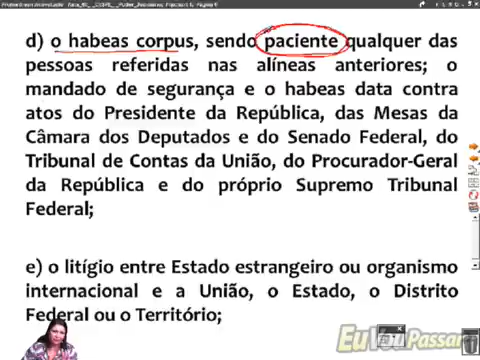 d) o habeas corpus, sendo paciente qualquer das
pessoas referidas nas alíneas anteriores; o
mandado de segurança e o habeas data contra
atos do Presidente da República, das Mesas da
Câmara dos Deputados e do Senado Federal, do
Tribunal de Contas da União, do Procurador-Geral
da República e do próprio Supremo Tribunal
Federal;
e) o litígio entre Estado estrangeiro ou organismo
internacional e a União, o Estado, o Distrito
Federal ou o Território;
Eu Vou Passar